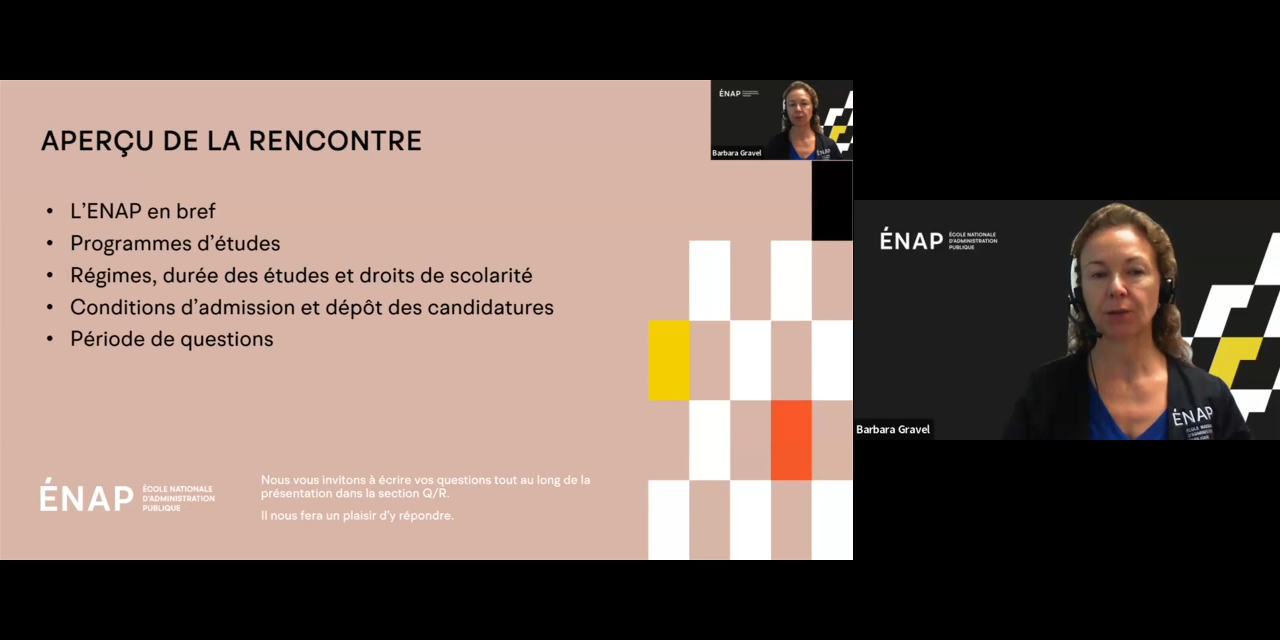 APERÇU DE LA RENCONTRE
• L’ENAP en bref
• Programmes d’études
• Régimes, durée des études et droits de scolarité
• Conditions d’admission et dépôt des candidatures
• Période de questions
ÉNAP
ÉCOLE NATIONALE
D'ADMINISTRATION
PUBLIQUE
Nous vous invitons à écrire vos questions tout au long de la
présentation dans la section Q/R.
Il nous fera un plaisir d'y répondre.
ÉNAP
Barbara Gravel
ÉNAP
ÉCOLE NATIONALE
D'ADMINISTRATION
PUBLIQUE
ÉNAP
Barbara Gravel